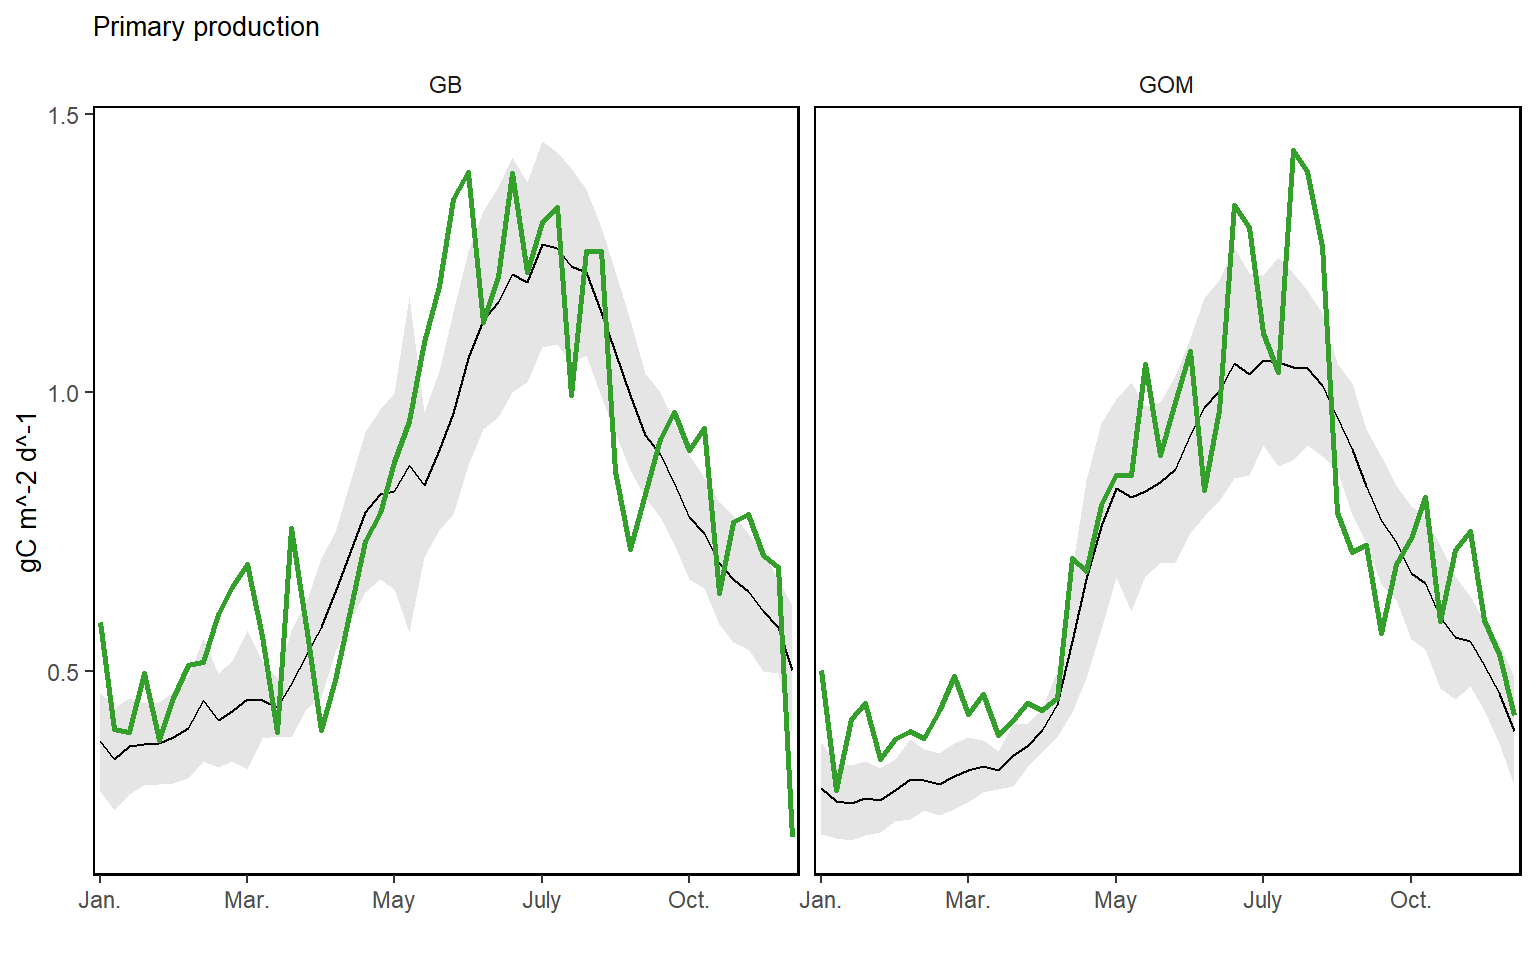 Primary production
GB
GOM
gC m^-2 d^-1
1.5
1.0
0.5
Jan.
Mar.
May
July
Oct.
Jan.
Mar.
May
July
Oct.